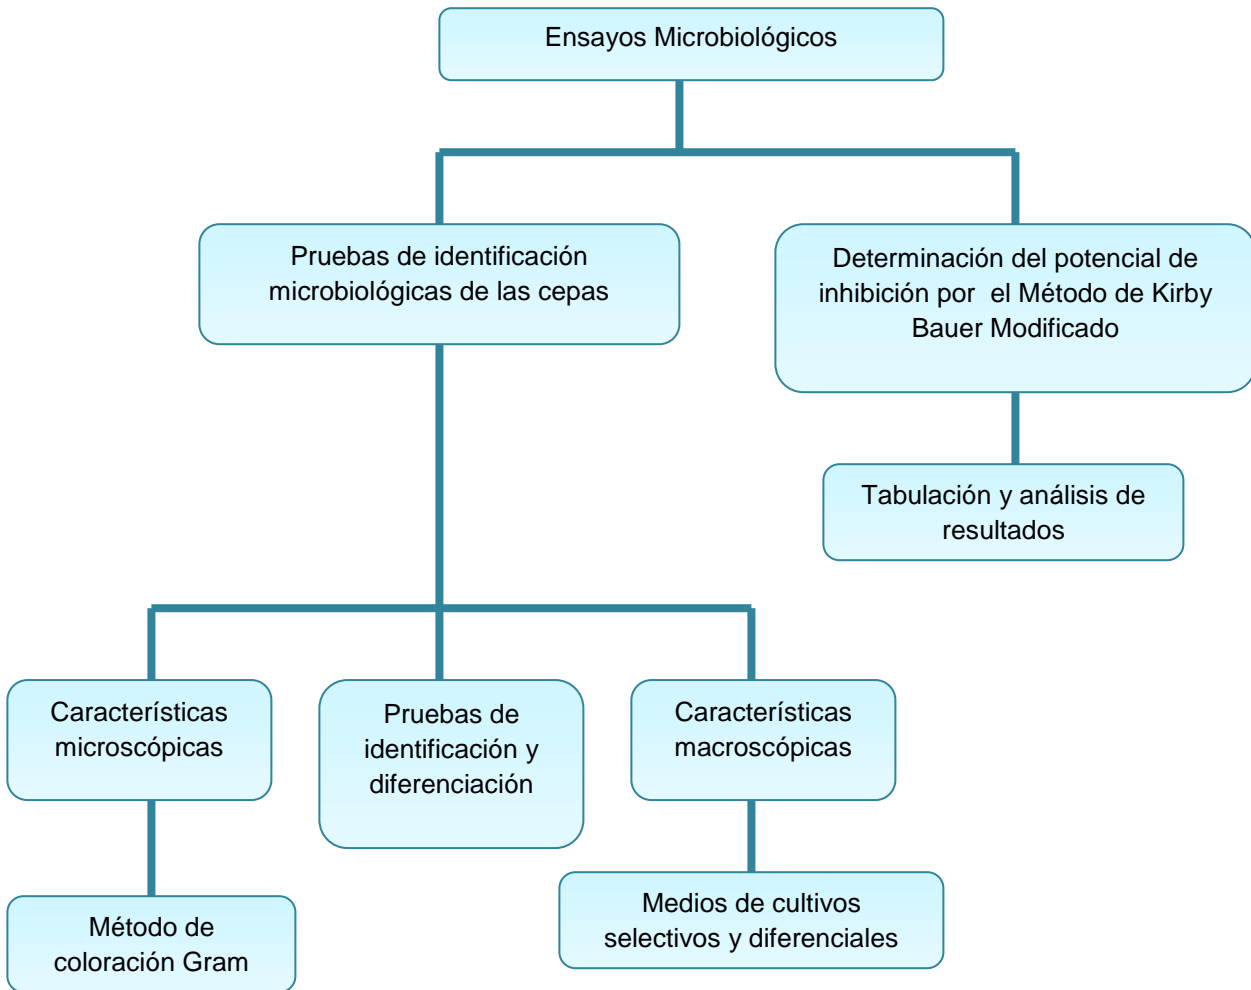 Ensayos Microbiológicos
Pruebas de identificación
microbiológicas de las cepas
Determinación del potencial de
inhibición por  el Método de Kirby
Bauer Modificado
Tabulación y análisis de
resultados
Características
microscópicas
Pruebas de
identificación y
diferenciación
Características
macroscópicas
Método de
coloración Gram
Medios de cultivos
selectivos y diferenciales